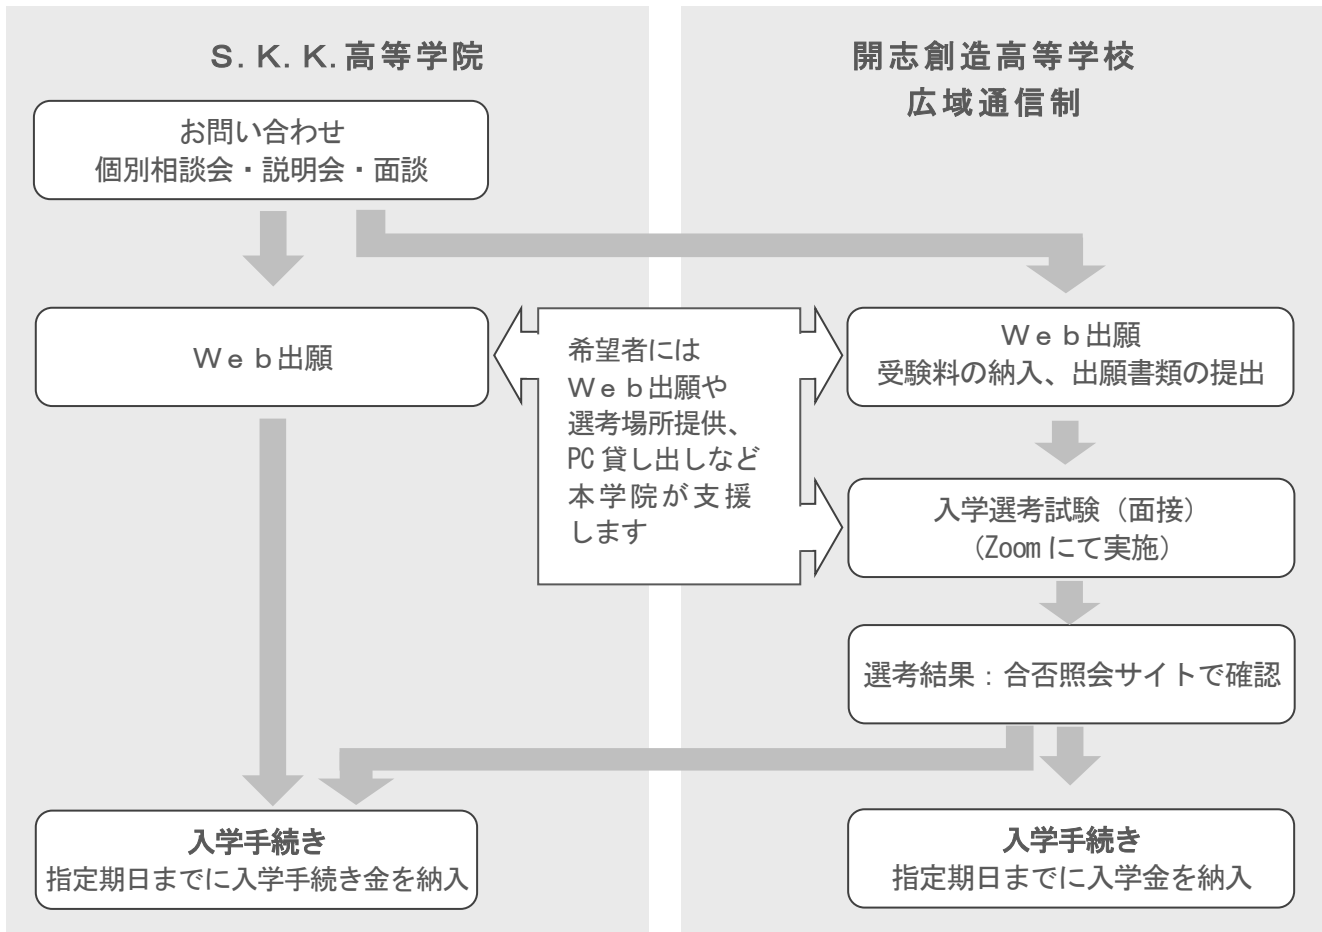 Ｓ．Ｋ．Ｋ．高等学院
お問い合わせ
個別相談会・説明会・面談
Ｗｅｂ出願
入学手続き
指定期日までに入学手続き金を納入
希望者には
Ｗｅｂ出願や
選考場所提供、
PC 貸し出しなど
本学院が支援
します
開志創造高等学校
広域通信制
Ｗｅｂ出願
受験料の納入、出願書類の提出
入学選考試験（面接）
（Zoom にて実施）
選考結果：合否照会サイトで確認
入学手続き
指定期日までに入学金を納入